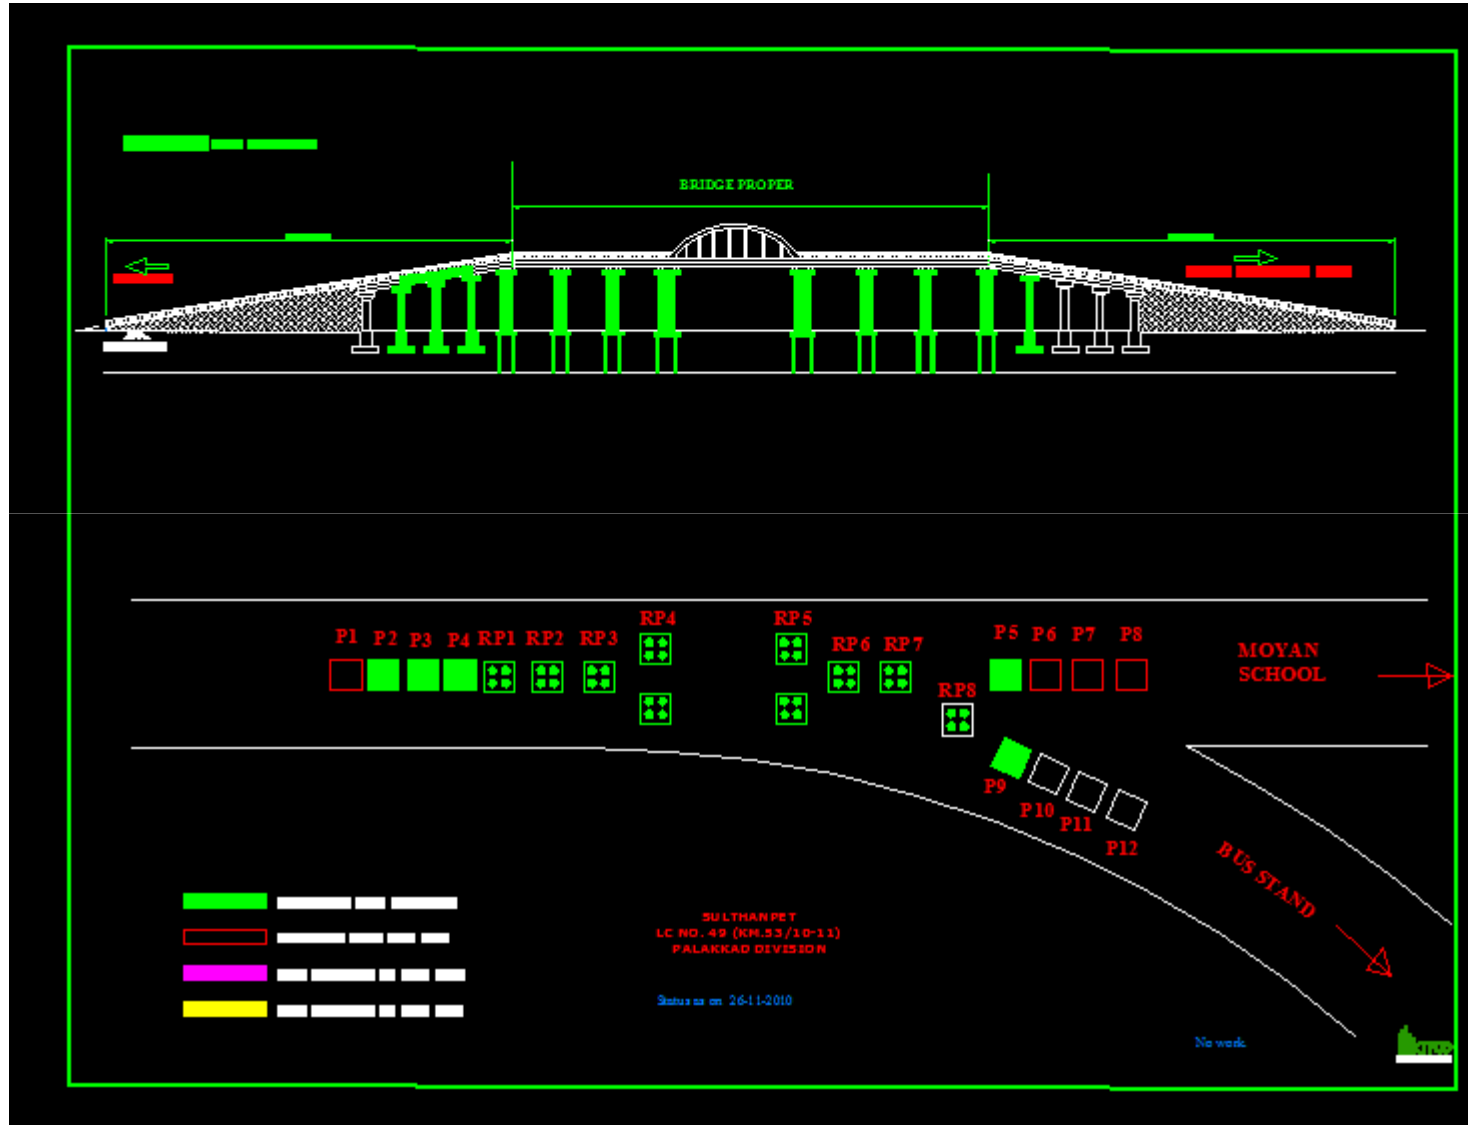 BRIDGE PROPER
RP4 RP5
P1 P2 P3 P4 RP1 RP2 RP3 RP6 RP7 P5 P6 P7 P8
MOYAN
SCHOOL
RP8
P9
P10
P11
P12
BUS STAND
SULTHANPET
LC NO. 49 (KM.53/10-11)
PALAKKAD DIVISION
Status as on 26-11-2010
No work